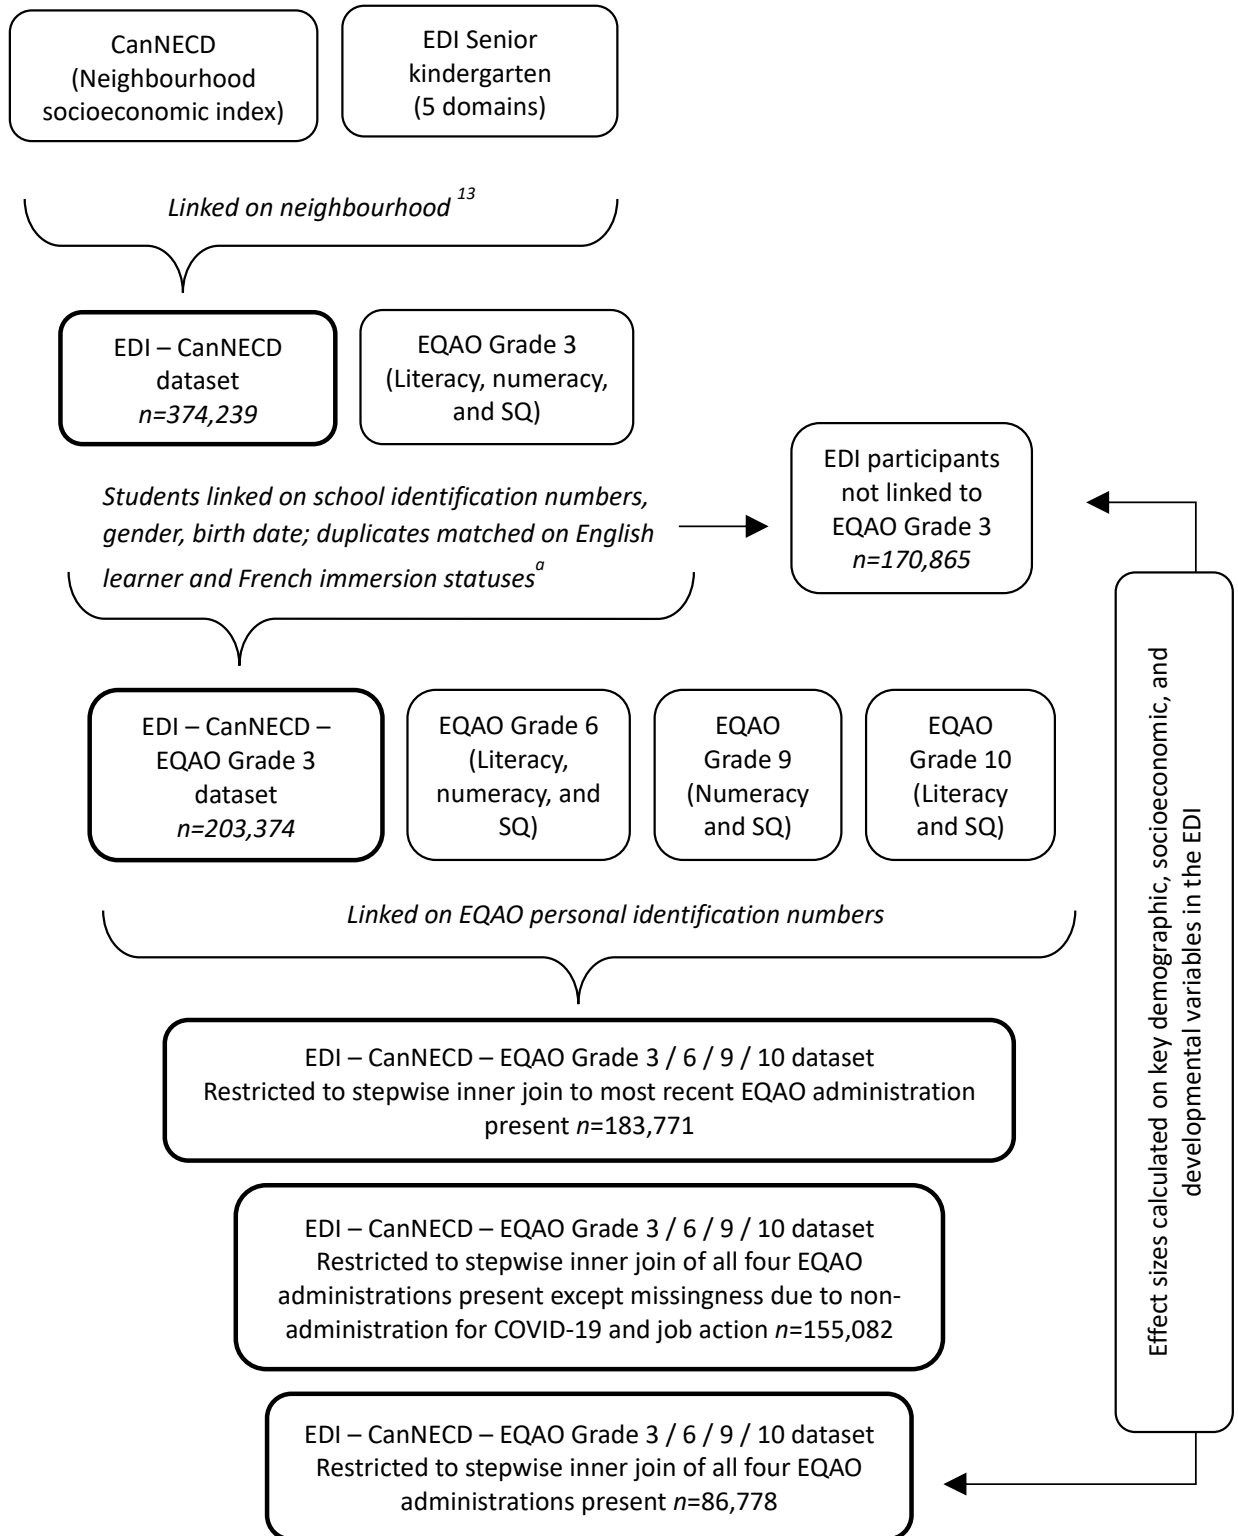 CanNECD
(Neighbourhood
socioeconomic index)
EDI Senior
kindergarten
(5 domains)
Linked on neighbourhood 13
EDI – CanNECD
dataset
n=374,239
EQAO Grade 3
(Literacy, numeracy,
and SQ)
Students linked on school identification numbers,
gender, birth date; duplicates matched on English
learner and French immersion statuses a
EDI participants
not linked to
EQAO Grade 3
n=170,865
EDI – CanNECD –
EQAO Grade 3
dataset
n=203,374
EQAO Grade 6
(Literacy,
numeracy, and
SQ)
EQAO
Grade 9
(Numeracy
and SQ)
EQAO
Grade 10
(Literacy
and SQ)
Linked on EQAO personal identification numbers
EDI – CanNECD – EQAO Grade 3 / 6 / 9 / 10 dataset
Restricted to stepwise inner join to most recent EQAO administration
present n=183,771
EDI – CanNECD – EQAO Grade 3 / 6 / 9 / 10 dataset
Restricted to stepwise inner join of all four EQAO
administrations present except missingness due to non-
administration for COVID-19 and job action n=155,082
EDI – CanNECD – EQAO Grade 3 / 6 / 9 / 10 dataset
Restricted to stepwise inner join of all four EQAO
administrations present n=86,778
Effect sizes calculated on key demographic, socioeconomic, and
developmental variables in the EDI